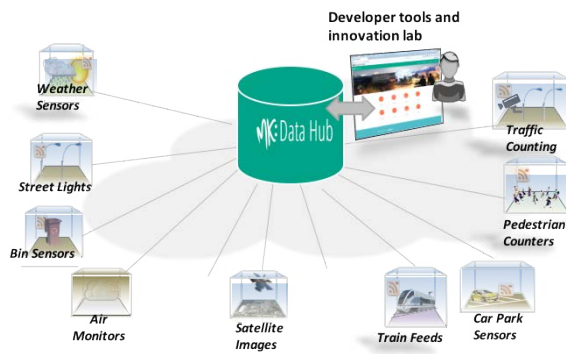 Developer tools and
innovation lab
Weather
Sensors
MK:Data Hub
Traffic
Counting
Street Lights
Pedestrian
Counters
Bin Sensors
Air
Monitors
Satellite
Images
Train Feeds
Car Park
Sensors